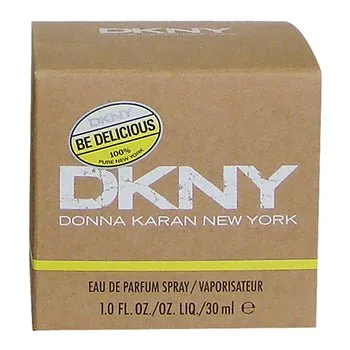 DKNY
BE DELICIOUS
100%
PURE NEW YORK
DKNY
DONNA KARAN NEW YORK
EAU DE PARFUM SPRAY/VAPORISATEUR
1.0 FL. OZ./OZ. LIQ./30 ml ℮